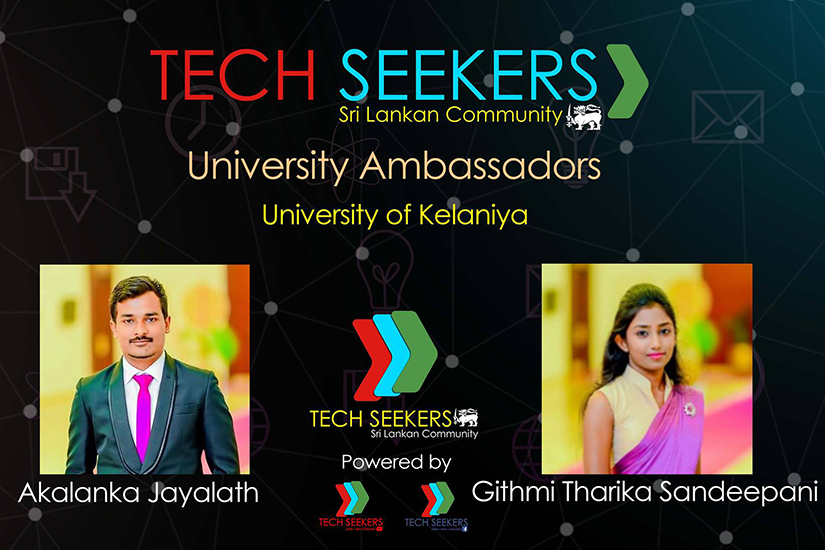 TECH SEEKERS
Sri Lankan Community
University Ambassadors
University of Kelaniya
TECH SEEKERS
Sri Lankan Community
Powered by
Akalanka Jayalath
Githmi Tharika Sandeepani
TECH SEEKERS
TECH SEEKERS